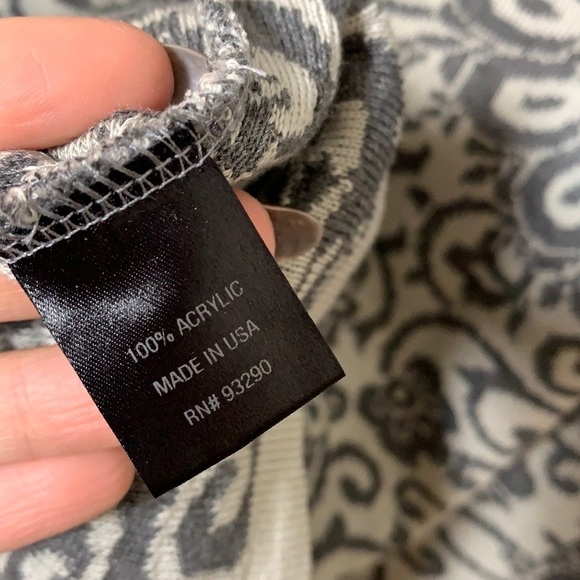 100% ACRYLIC
MADE IN USA
RN# 93290